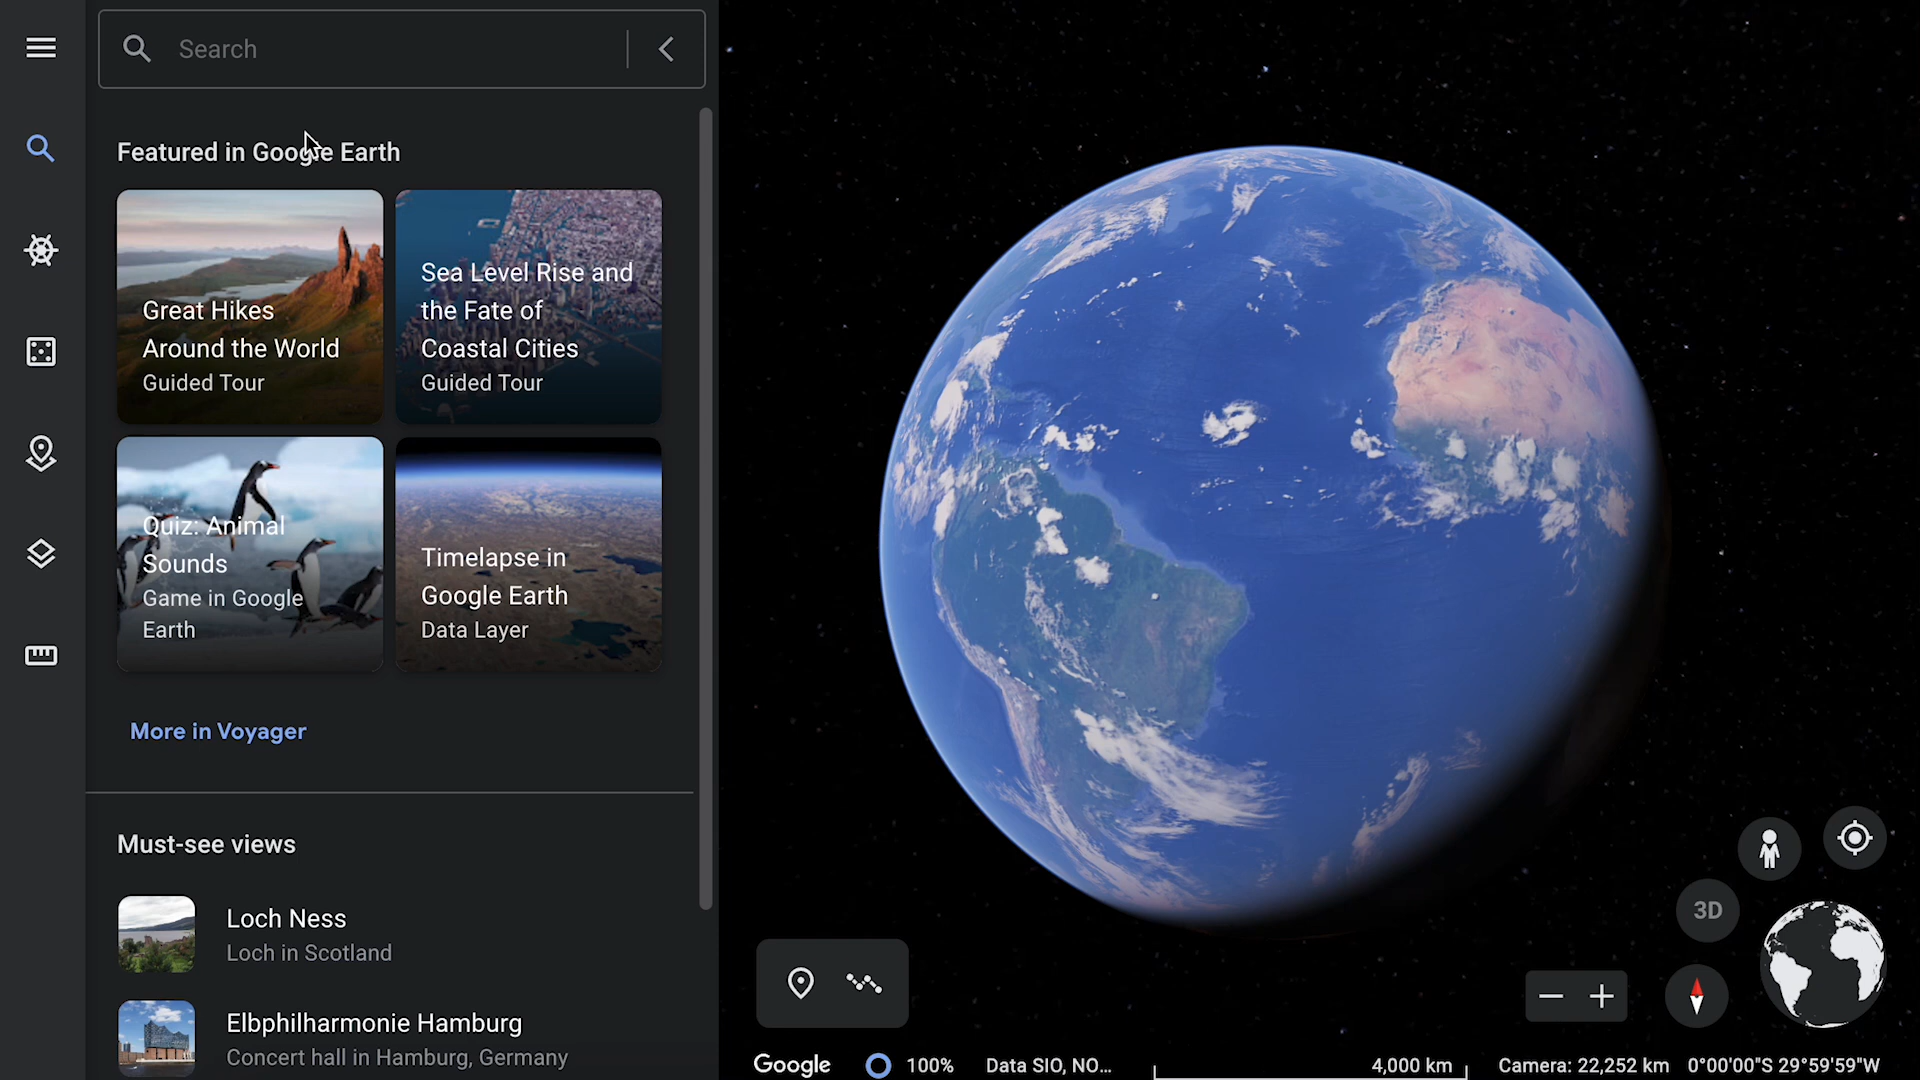 Search
Featured in Google Earth
Great Hikes
Around the World
Guided Tour
Sea Level Rise and
the Fate of
Coastal Cities
Guided Tour
Quiz: Animal
Sounds
Game in Google
Earth
Timelapse in
Google Earth
Data Layer
More in Voyager
Must-see views
Loch Ness
Loch in Scotland
Elbphilharmonie Hamburg
Concert hall in Hamburg, Germany
3D
Google 100% Data SIO, NO... 4,000 km Camera: 22,252 km 0°00'00"S 29°59'59"W